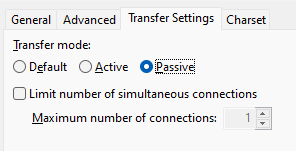 General Advanced Transfer Settings Charset
Transfer mode:
Default Active Passive
Limit number of simultaneous connections
Maximum number of connections: 1